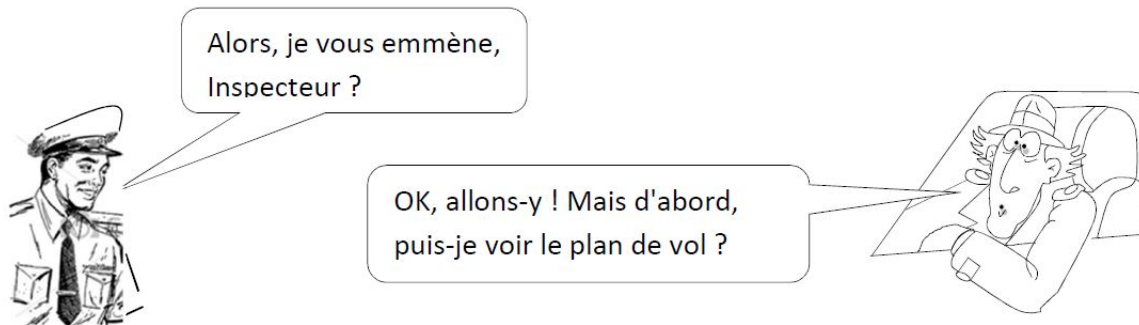 Alors, je vous emmène,
Inspecteur ?
OK, allons-y ! Mais d'abord,
puis-je voir le plan de vol ?